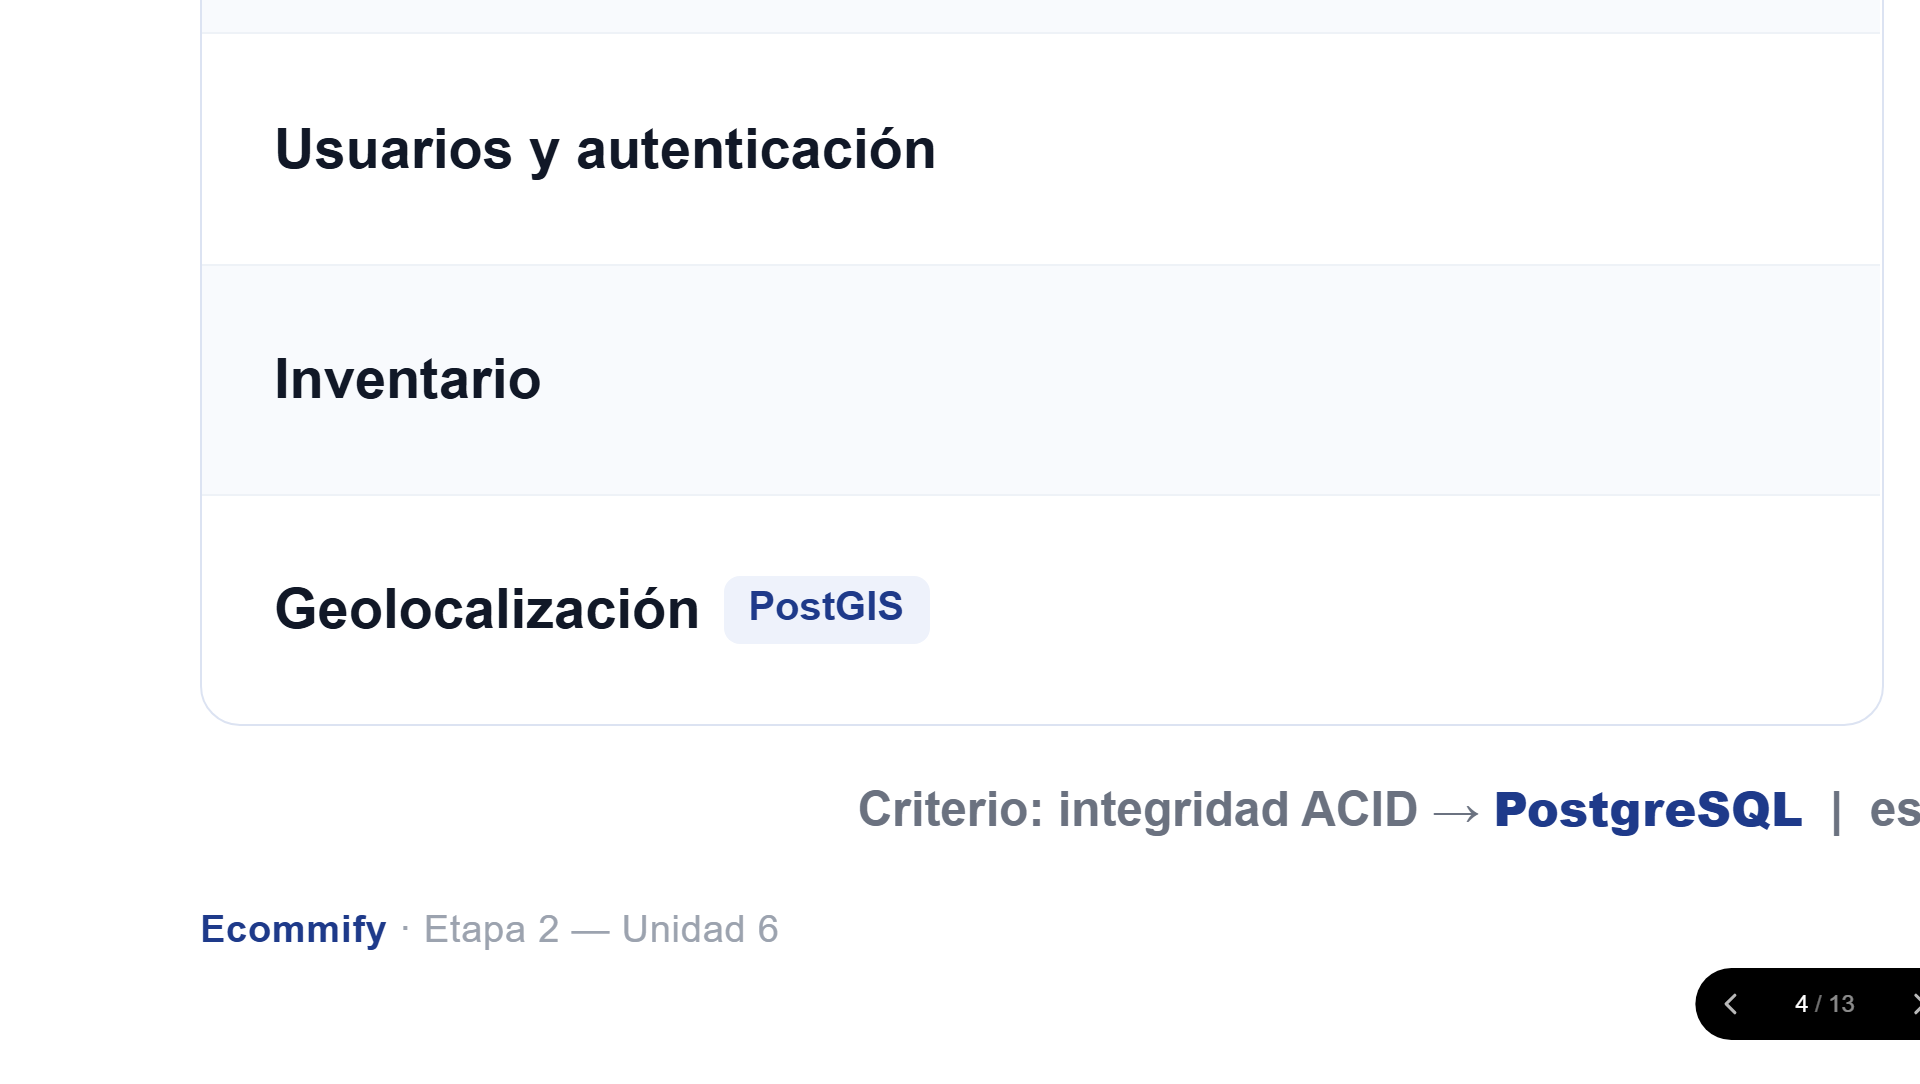 Usuarios y autenticación
Inventario
Geolocalización PostGIS
Criterio: integridad ACID → PostgreSQL | es
Ecommify · Etapa 2 — Unidad 6
4 / 13